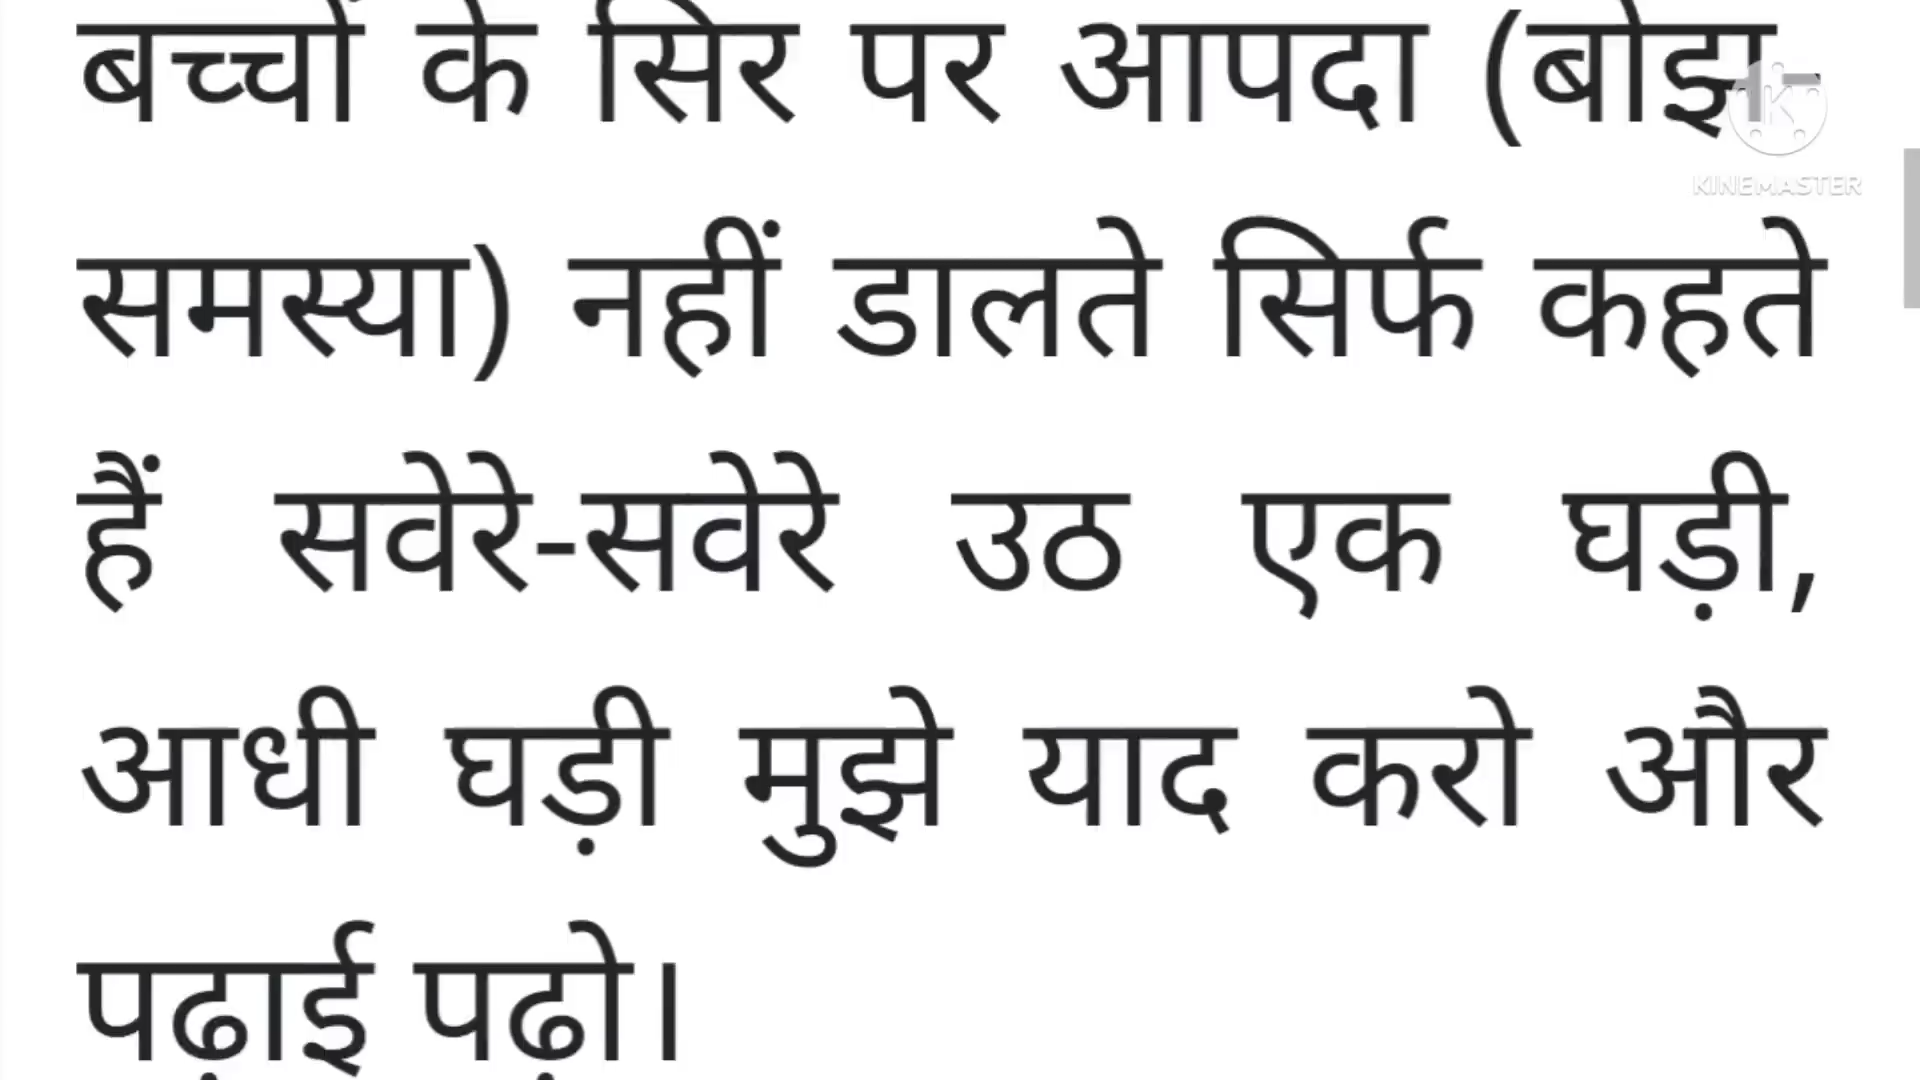 बच्चों के सिर पर आपदा (बोझ-
समस्या) नहीं डालते सिर्फ कहते
हैं सवेरे-सवेरे उठ एक घड़ी,
आधी घड़ी मुझे याद करो और
पढ़ाई पढ़ो।
KINEMASTER